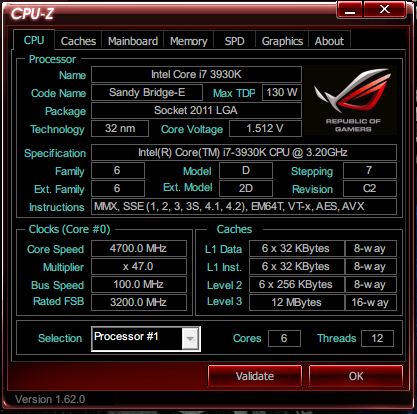 CPU-Z
CPU Caches Mainboard Memory SPD Graphics About
Processor
Name Intel Core i7 3930K
Code Name Sandy Bridge-E Max TDP 130 W
Package Socket 2011 LGA
Technology 32 nm Core Voltage 1.512 V
REPUBLIC OF
GAMERS
Specification Intel(R) Core(TM) i7-3930K CPU @ 3.20GHz
Family 6 Model D Stepping 7
Ext. Family 6 Ext. Model 2D Revision C2
Instructions MMX, SSE (1, 2, 3, 3S, 4.1, 4.2), EM64T, VT-x, AES, AVX
Clocks (Core #0) Caches
Core Speed 4700.0 MHz L1 Data 6 x 32 KBytes 8-way
Multiplier x 47.0 L1 Inst. 6 x 32 KBytes 8-way
Bus Speed 100.0 MHz Level 2 6 x 256 KBytes 8-way
Rated FSB 3200.0 MHz Level 3 12 MBytes 16-way
Selection Processor #1 Cores 6 Threads 12
Validate OK
Version 1.62.0